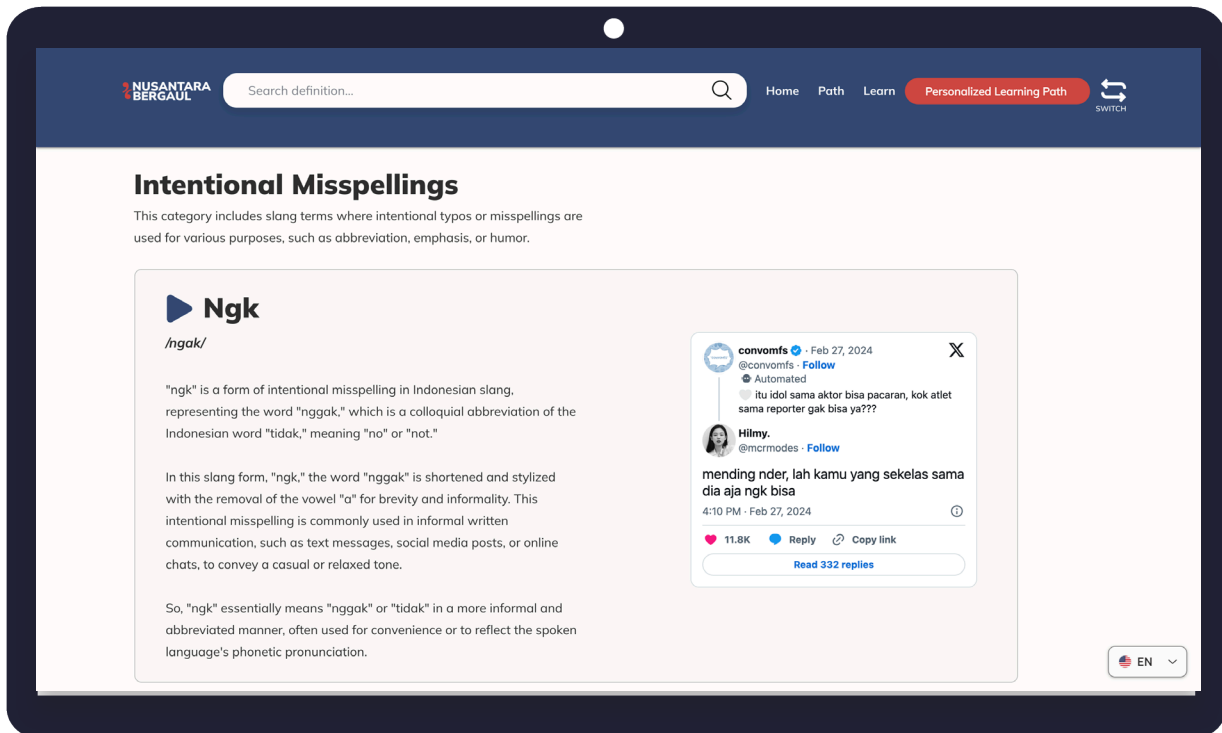 NUSANTARA
BERGAUL
Search definition...
Home
Path
Learn
Personalized Learning Path
SWITCH
Intentional Misspellings
This category includes slang terms where intentional typos or misspellings are
used for various purposes, such as abbreviation, emphasis, or humor.
Ngk
/ngak/
"ngk" is a form of intentional misspelling in Indonesian slang,
representing the word "nggak," which is a colloquial abbreviation of the
Indonesian word "tidak," meaning "no" or "not."
In this slang form, "ngk," the word "nggak" is shortened and stylized
with the removal of the vowel "a" for brevity and informality. This
intentional misspelling is commonly used in informal written
communication, such as text messages, social media posts, or online
chats, to convey a casual or relaxed tone.
So, "ngk" essentially means "nggak" or "tidak" in a more informal and
abbreviated manner, often used for convenience or to reflect the spoken
language's phonetic pronunciation.
convomfs · Feb 27, 2024
@convomfs · Follow
Automated
itu idol sama aktor bisa pacaran, kok atlet
sama reporter gak bisa ya???
Hilmy.
@mcrmodes · Follow
mending nder, lah kamu yang sekelas sama
dia aja ngk bisa
4:10 PM · Feb 27, 2024
11.8K Reply Copy link
Read 332 replies
EN